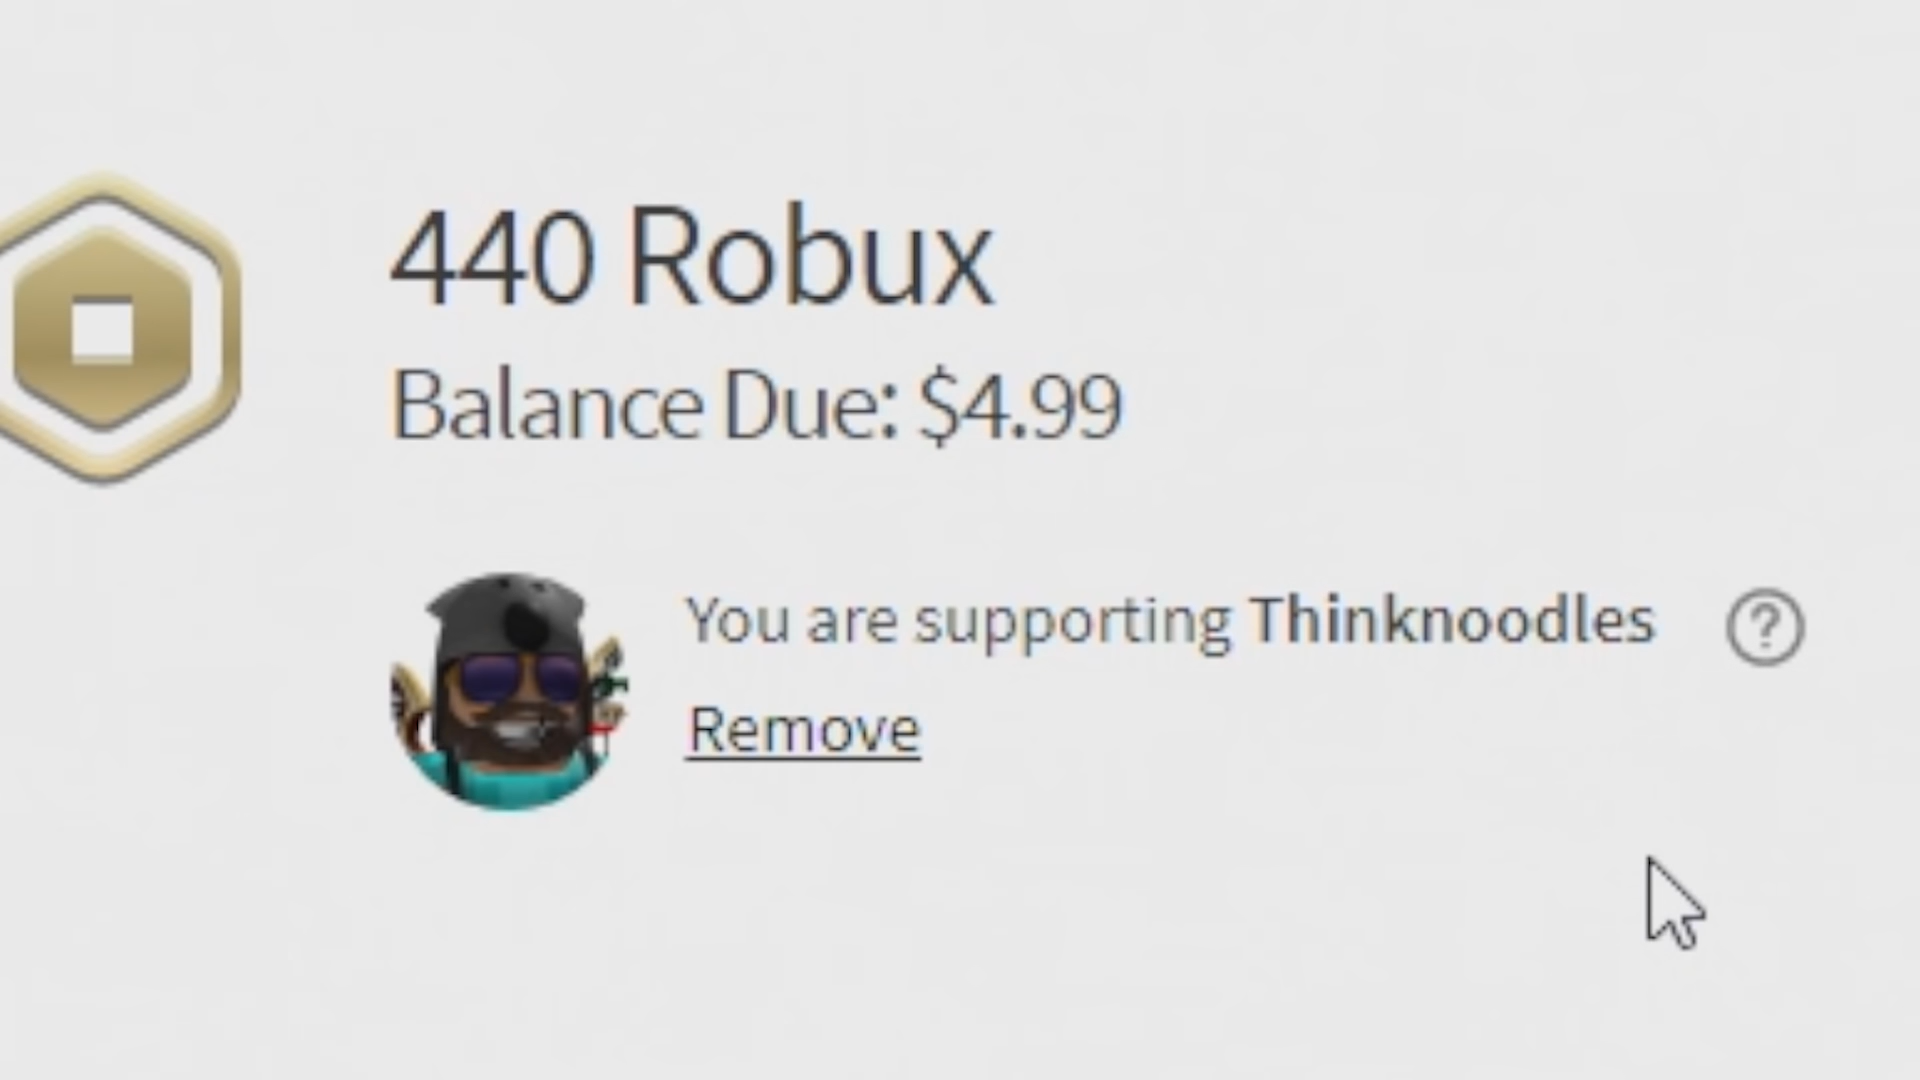 440 Robux
Balance Due: $4.99
You are supporting Thinknoodles
Remove